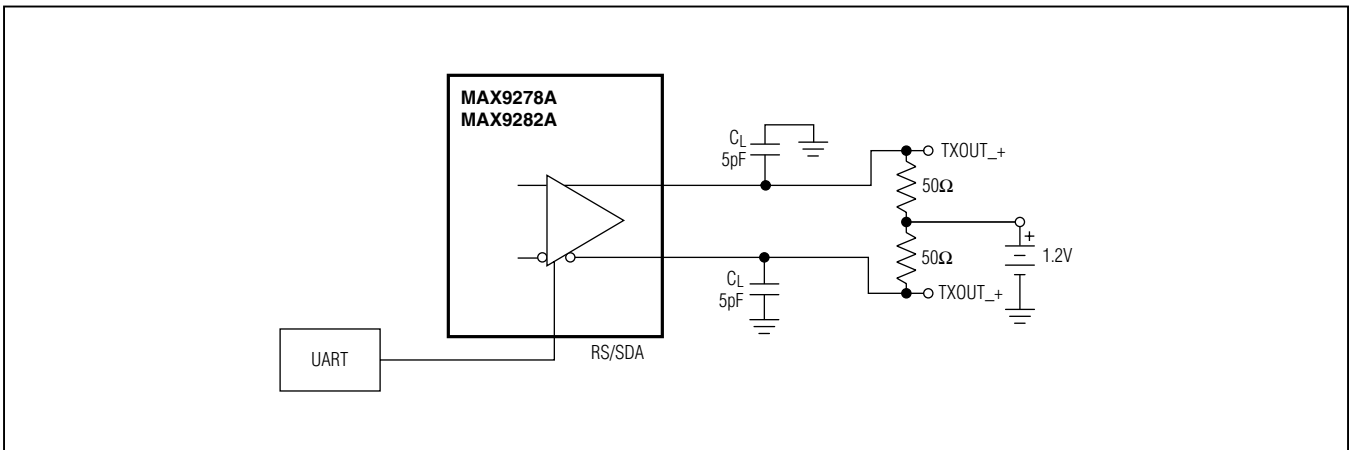 MAX9278A
MAX9282A
CL
5pF
TXOUT_+
50Ω
+
1.2V
50Ω
CL
5pF
TXOUT_+
RS/SDA
UART